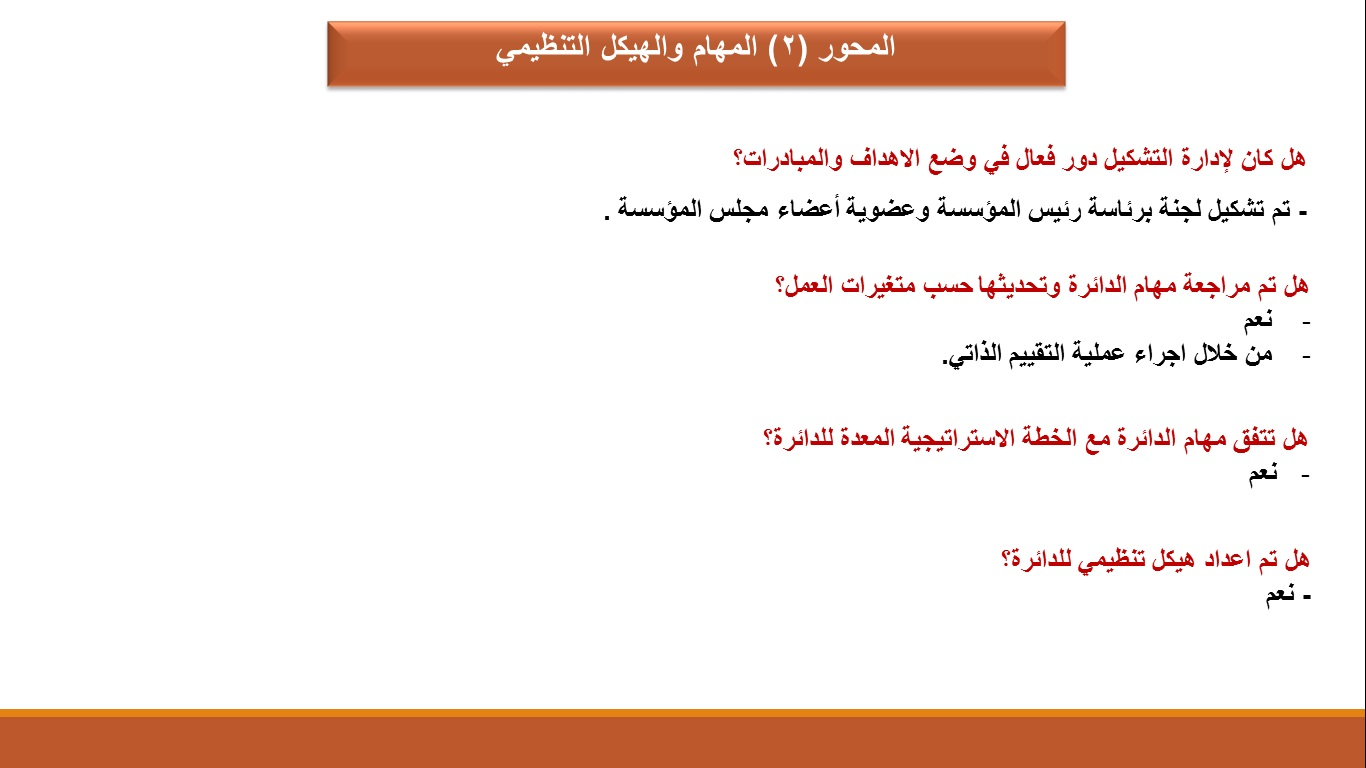 المحور (٢) المهام والهيكل التنظيمي
هل كان لإدارة التشكيل دور فعال في وضع الاهداف والمبادرات؟
- تم تشكيل لجنة برئاسة رئيس المؤسسة وعضوية أعضاء مجلس المؤسسة .
هل تم مراجعة مهام الدائرة وتحديثها حسب متغيرات العمل؟
- نعم
- من خلال اجراء عملية التقييم الذاتي.
هل تتفق مهام الدائرة مع الخطة الاستراتيجية المعدة للدائرة؟
- نعم
هل تم اعداد هيكل تنظيمي للدائرة؟
- نعم